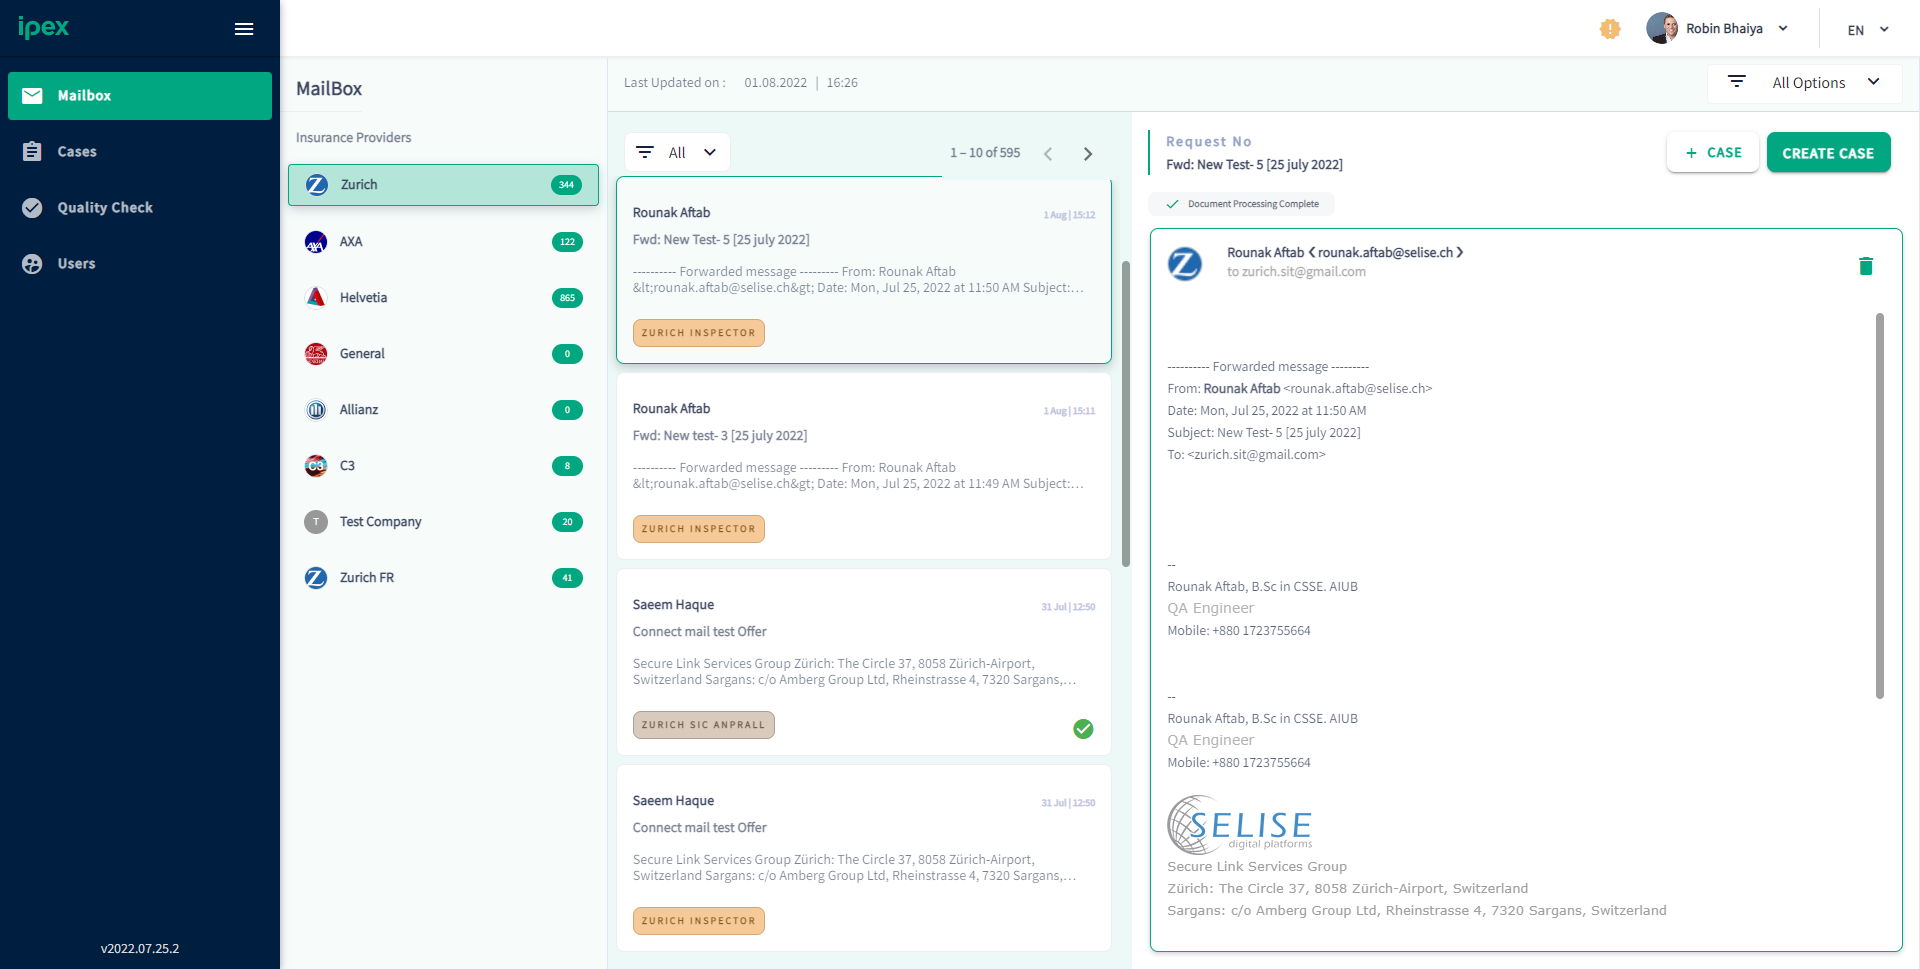 ipex
Mailbox
Cases
Quality Check
Users
v2022.07.25.2
Robin Bhaiya
EN
MailBox
Insurance Providers
Zurich
344
AXA
122
Helvetia
865
General
0
Allianz
0
C3
8
T
Test Company
20
Zurich FR
41
Last Updated on : 01.08.2022 | 16:26
All Options
All
1 – 10 of 595
Rounak Aftab
1 Aug | 15:12
Fwd: New Test- 5 [25 july 2022]
---------- Forwarded message --------- From: Rounak Aftab
&lt;rounak.aftab@selise.ch&gt; Date: Mon, Jul 25, 2022 at 11:50 AM Subject:...
ZURICH INSPECTOR
Rounak Aftab
1 Aug | 15:11
Fwd: New test- 3 [25 july 2022]
---------- Forwarded message --------- From: Rounak Aftab
&lt;rounak.aftab@selise.ch&gt; Date: Mon, Jul 25, 2022 at 11:49 AM Subject:...
ZURICH INSPECTOR
Saeem Haque
31 Jul | 12:50
Connect mail test Offer
Secure Link Services Group Zürich: The Circle 37, 8058 Zürich-Airport,
Switzerland Sargans: c/o Amberg Group Ltd, Rheinstrasse 4, 7320 Sargans,...
ZURICH SIC ANPRALL
Saeem Haque
31 Jul | 12:50
Connect mail test Offer
Secure Link Services Group Zürich: The Circle 37, 8058 Zürich-Airport,
Switzerland Sargans: c/o Amberg Group Ltd, Rheinstrasse 4, 7320 Sargans,...
ZURICH INSPECTOR
Request No
Fwd: New Test- 5 [25 july 2022]
+ CASE
CREATE CASE
Document Processing Complete
Rounak Aftab < rounak.aftab@selise.ch >
to zurich.sit@gmail.com
---------- Forwarded message ---------
From: Rounak Aftab <rounak.aftab@selise.ch>
Date: Mon, Jul 25, 2022 at 11:50 AM
Subject: New Test- 5 [25 july 2022]
To: <zurich.sit@gmail.com>
--
Rounak Aftab, B.Sc in CSSE. AIUB
QA Engineer
Mobile: +880 1723755664
--
Rounak Aftab, B.Sc in CSSE. AIUB
QA Engineer
Mobile: +880 1723755664
SELISE
digital platforms
Secure Link Services Group
Zürich: The Circle 37, 8058 Zürich-Airport, Switzerland
Sargans: c/o Amberg Group Ltd, Rheinstrasse 4, 7320 Sargans, Switzerland